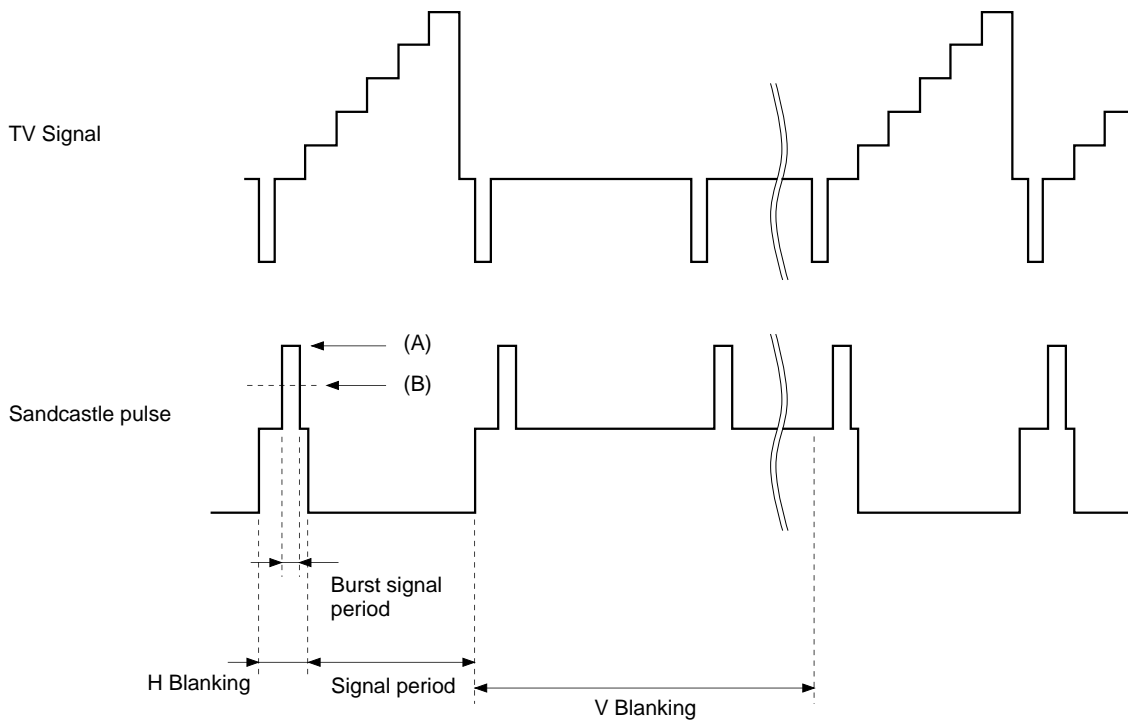 TV Signal
(A)
(B)
Sandcastle pulse
Burst signal
period
H Blanking
Signal period
V Blanking